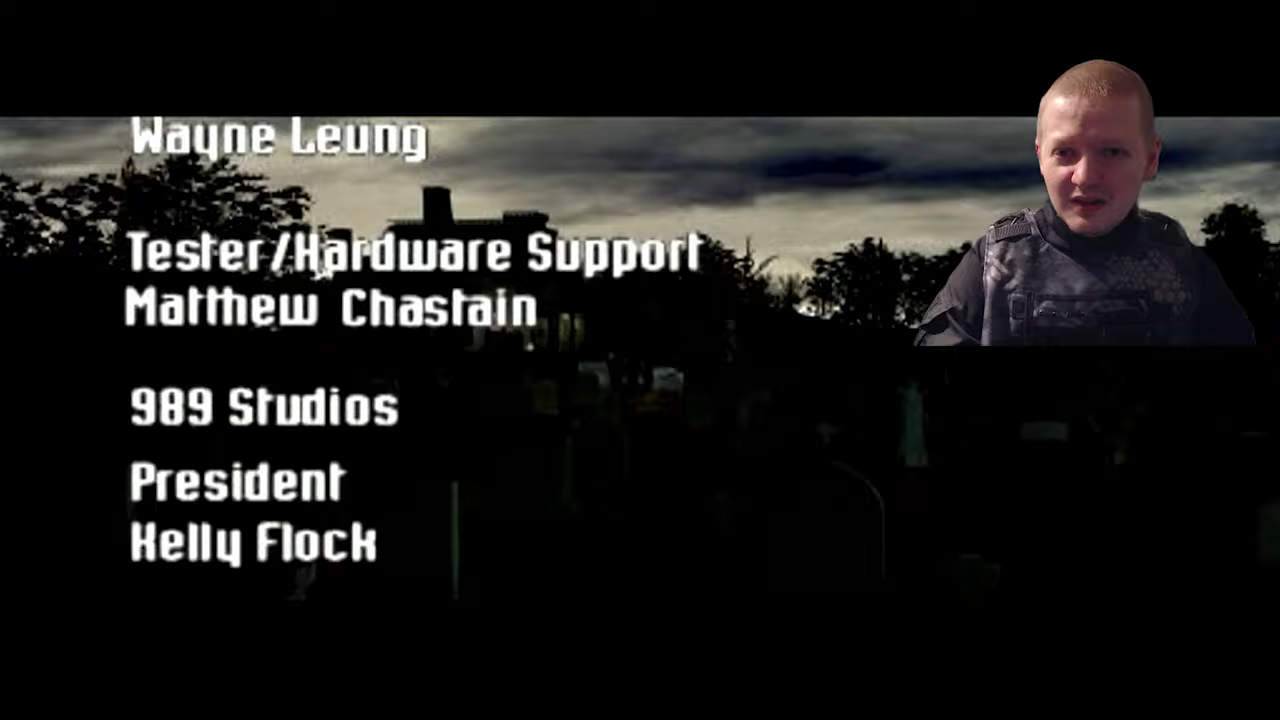 Wayne Leung
Tester/Hardware Support
Matthew Chastain
989 Studios
President
Kelly Flock